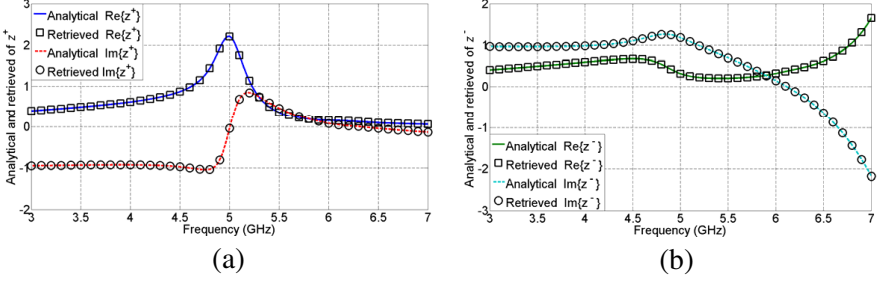 Analytical and retrieved of z⁺
3
2
1
0
-1
-2
Analytical Re{z⁺}
Retrieved Re{z⁺}
Analytical Im{z⁺}
Retrieved Im{z⁺}
3 3.5 4 4.5 5 5.5 6 6.5 7
Frequency (GHz)
(a)
Analytical and retrieved of z⁻
2
1
0
-1
-2
-3
Analytical Re{z⁻}
Retrieved Re{z⁻}
Analytical Im{z⁻}
Retrieved Im{z⁻}
3 3.5 4 4.5 5 5.5 6 6.5 7
Frequency (GHz)
(b)